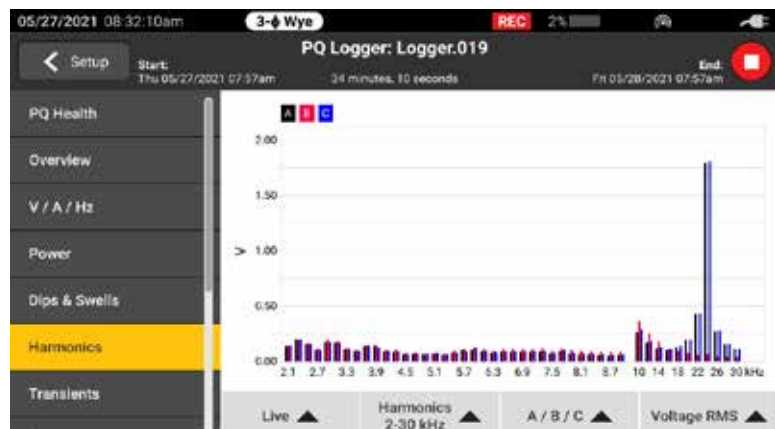 05/27/2021 08:32:10am 3-ϕ Wye REC 2%
Setup
PQ Logger: Logger.019
Start:
Thu 05/27/2021 07:57am
34 minutes, 10 seconds
End:
Fri 05/28/2021 07:57am
PQ Health
Overview
V / A / Hz
Power
Dips & Swells
Harmonics
Transients
A B C
2.00
1.50
V
1.00
0.50
0.00
2.1 2.7 3.3 3.9 4.5 5.1 5.7 6.3 6.9 7.5 8.1 8.7 10 14 18 22 26 30 kHz
Live
Harmonics
2-30 kHz
A / B / C
Voltage RMS